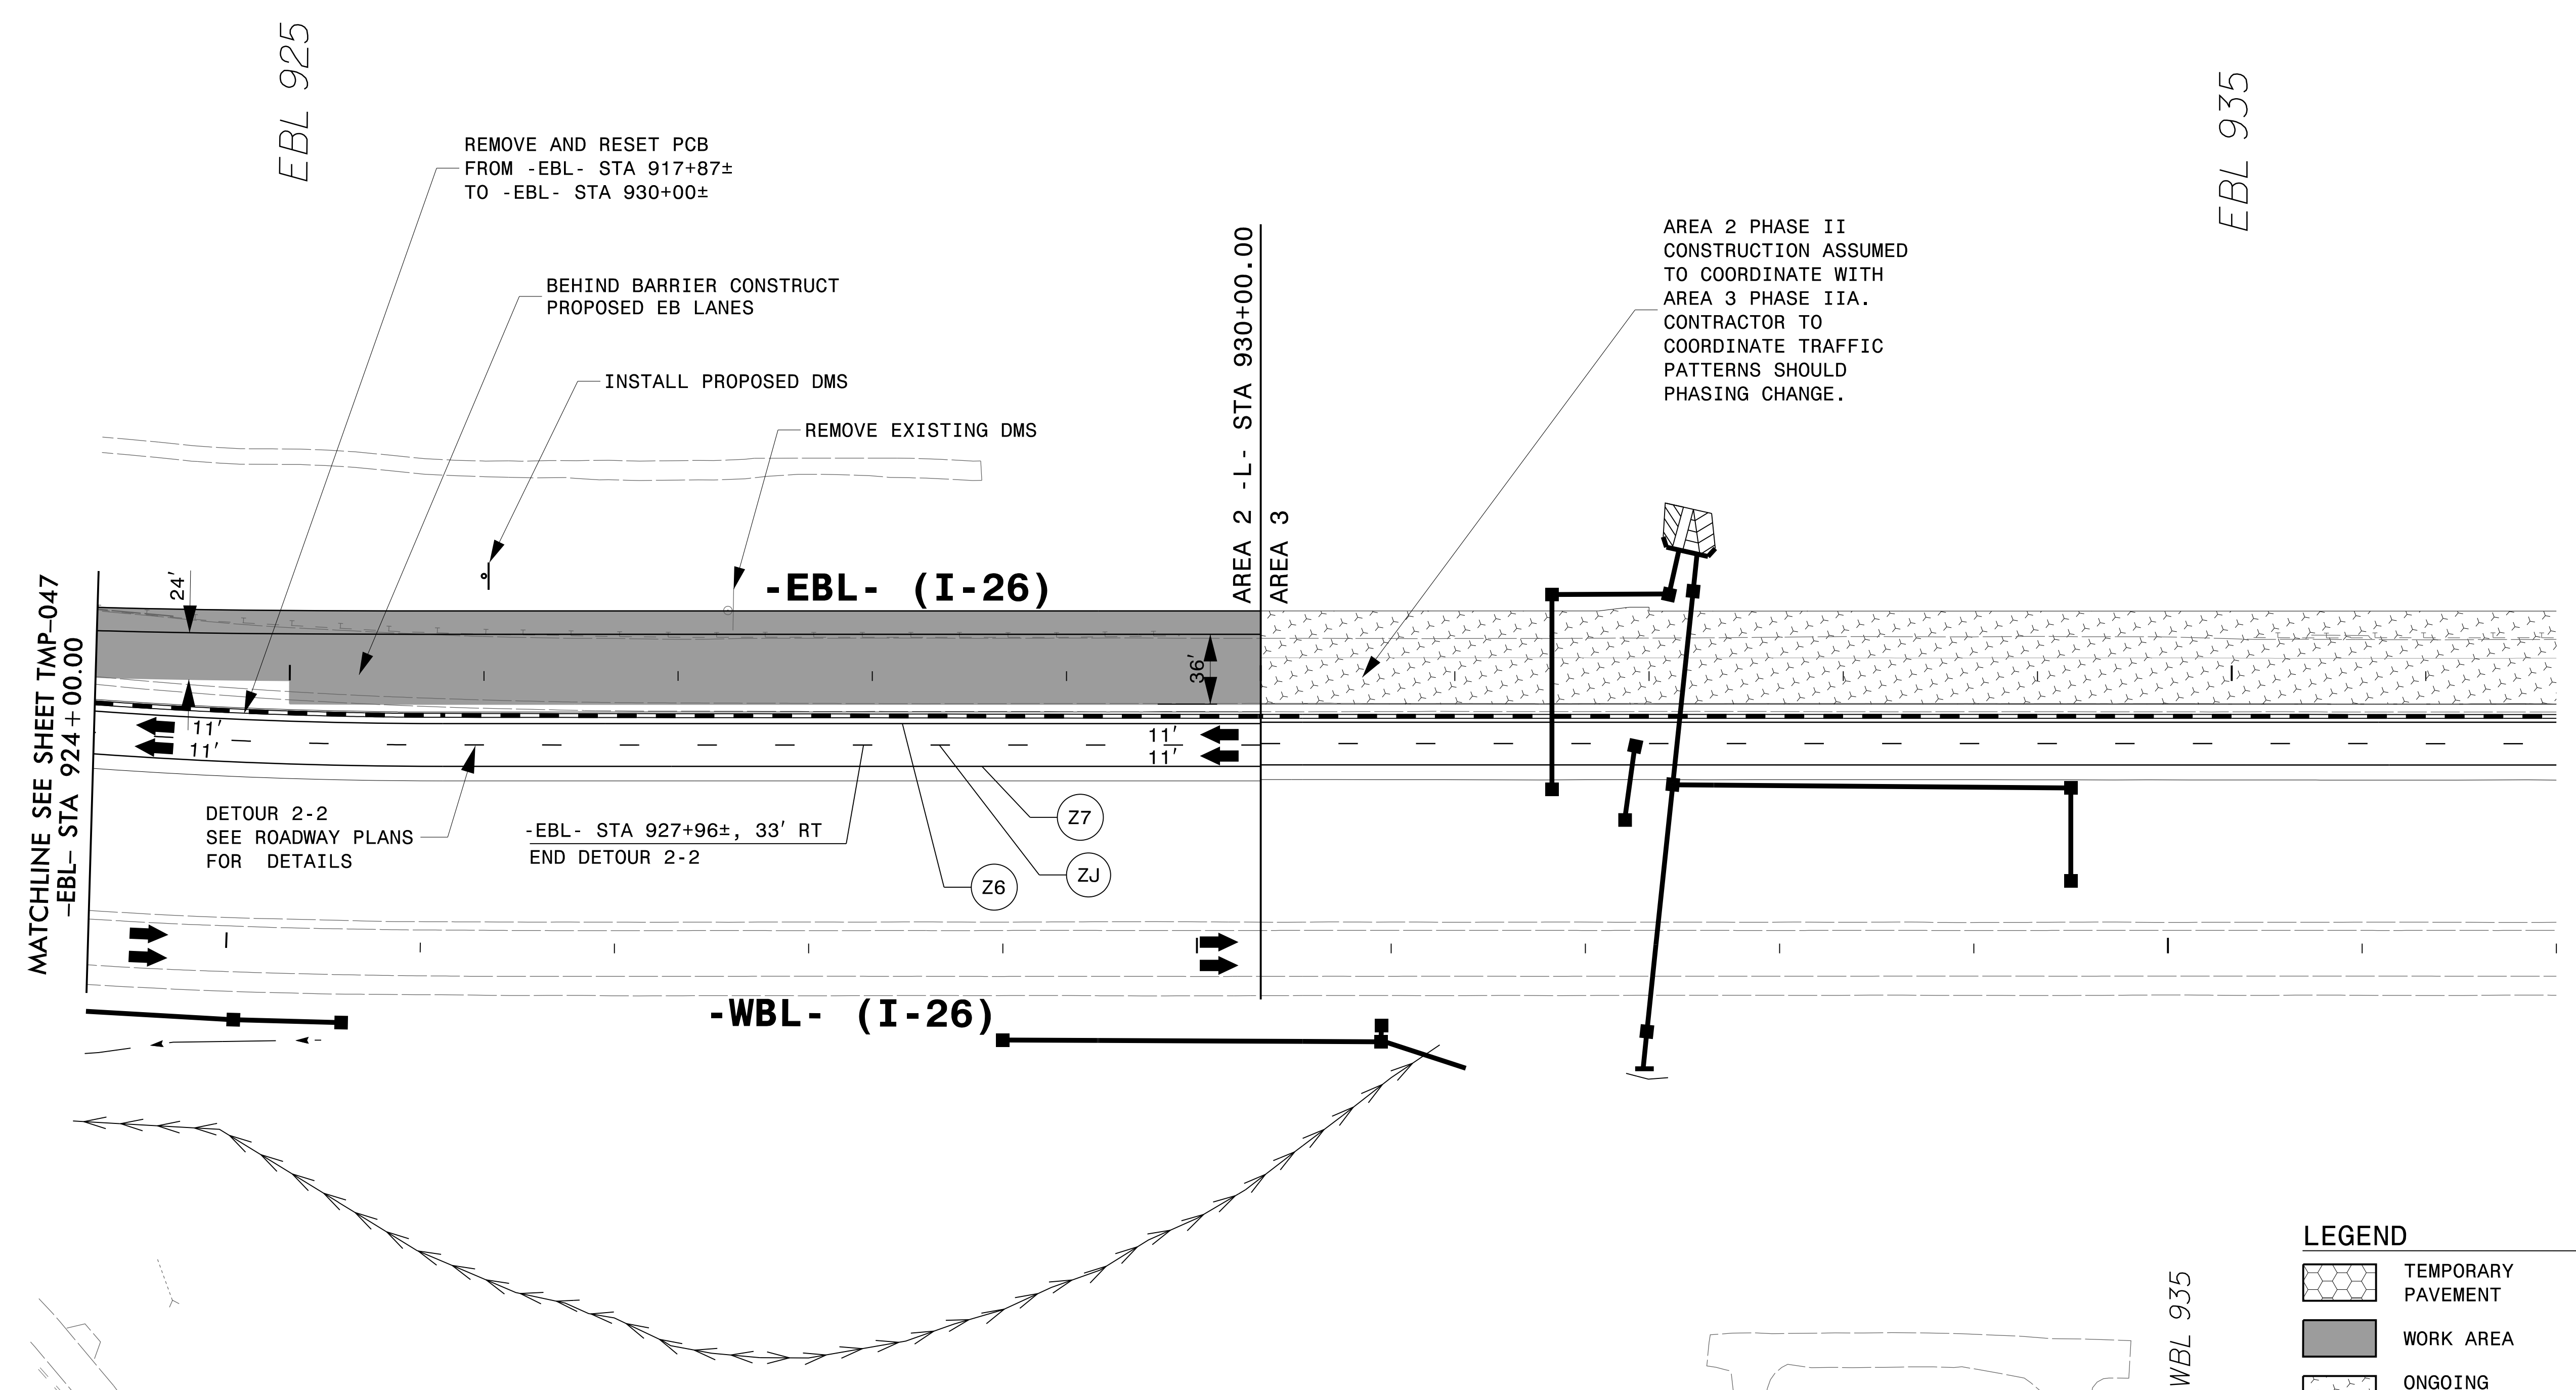 EBL 925
EBL 935
REMOVE AND RESET PCB
FROM -EBL- STA 917+87±
TO -EBL- STA 930+00±
BEHIND BARRIER CONSTRUCT
PROPOSED EB LANES
INSTALL PROPOSED DMS
REMOVE EXISTING DMS
AREA 2 -L- STA 930+00.00
AREA 3
AREA 2 PHASE II
CONSTRUCTION ASSUMED
TO COORDINATE WITH
AREA 3 PHASE IIA.
CONTRACTOR TO
COORDINATE TRAFFIC
PATTERNS SHOULD
PHASING CHANGE.
MATCHLINE SEE SHEET TMP-047
-EBL- STA 924+00.00
24'
-EBL- (I-26)
36'
11'
11'
11'
11'
DETOUR 2-2
SEE ROADWAY PLANS
FOR DETAILS
-EBL- STA 927+96±, 33' RT
END DETOUR 2-2
Z7
ZJ
Z6
-WBL- (I-26)
WBL 935
LEGEND
TEMPORARY
PAVEMENT
WORK AREA
ONGOING